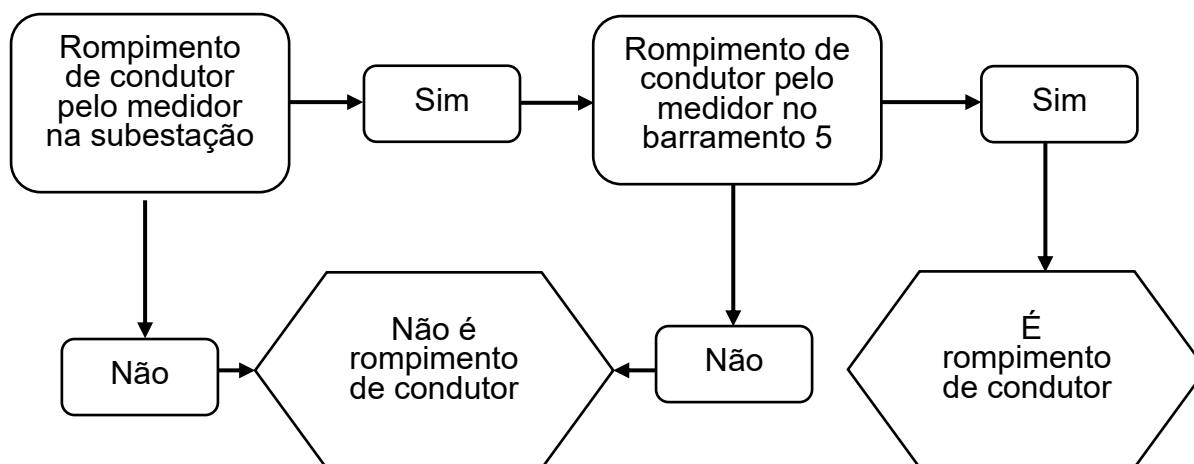 Rompimento
de condutor
pelo medidor
na subestação
Sim
Rompimento de
condutor pelo
medidor no
barramento 5
Sim
Não
Não é
rompimento
de condutor
Não
É
rompimento
de condutor